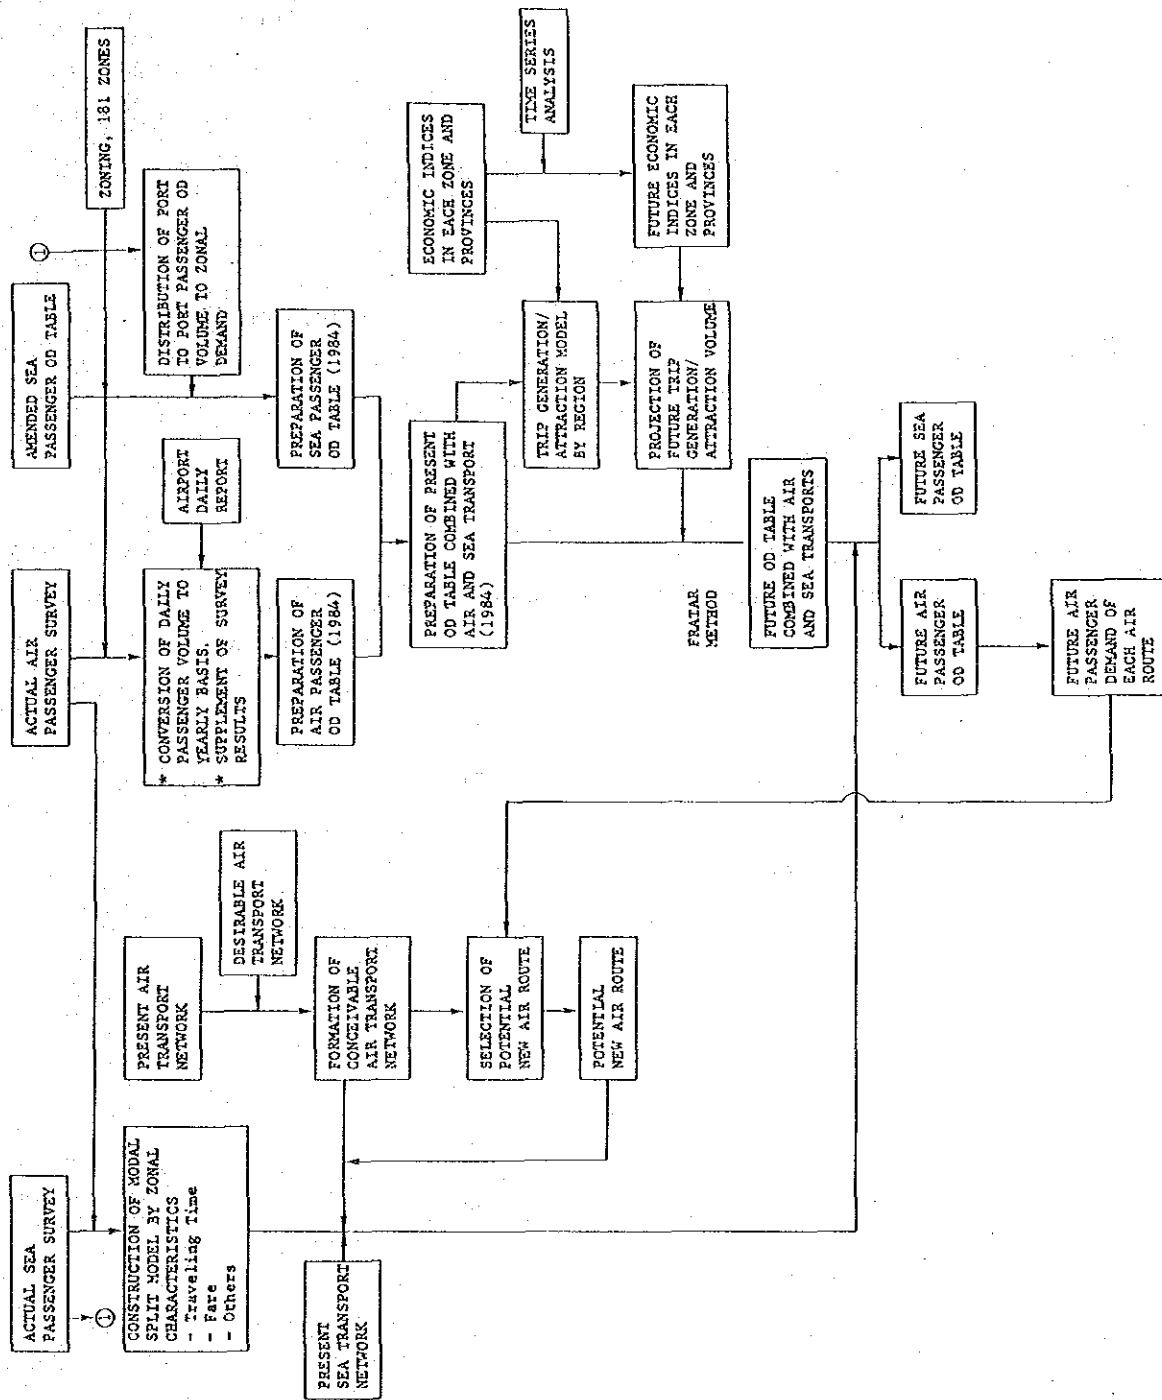 ACTUAL SEA
PASSENGER SURVEY
1
CONSTRUCTION OF MODAL
SPLIT MODEL BY ZONAL
CHARACTERISTICS
- Traveling Time
- Fare
- Others
PRESENT
SEA TRANSPORT
NETWORK
PRESENT AIR
TRANSPORT
NETWORK
DESIRABLE AIR
TRANSPORT
NETWORK
FORMATION OF
CONCEIVABLE
AIR TRANSPORT
NETWORK
SELECTION OF
POTENTIAL
NEW AIR ROUTE
POTENTIAL
NEW AIR ROUTE
ACTUAL AIR
PASSENGER SURVEY
* CONVERSION OF DAILY
PASSENGER VOLUME TO
YEARLY BASIS.
* SUPPLEMENT OF SURVEY
RESULTS
AIRPORT
DAILY
REPORT
PREPARATION OF
AIR PASSENGER
OD TABLE (1984)
AMENDED SEA
PASSENGER OD TABLE
1
ZONING, 181 ZONES
DISTRIBUTION OF PORT
TO PORT PASSENGER OD
VOLUME TO ZONAL
DEMAND
PREPARATION OF
SEA PASSENGER
OD TABLE (1984)
PREPARATION OF PRESENT
OD TABLE COMBINED WITH
AIR AND SEA TRANSPORT
(1984)
ECONOMIC INDICES
IN EACH ZONE AND
PROVINCES
TIME SERIES
ANALYSIS
TRIP GENERATION/
ATTRACTION MODEL
BY REGION
FUTURE ECONOMIC
INDICES IN EACH
ZONE AND
PROVINCES
PROJECTION OF
FUTURE TRIP
GENERATION/
ATTRACTION VOLUME
FRATAR
METHOD
FUTURE OD TABLE
COMBINED WITH AIR
AND SEA TRANSPORTS
FUTURE AIR
PASSENGER
OD TABLE
FUTURE SEA
PASSENGER
OD TABLE
FUTURE AIR
PASSENGER
DEMAND OF
EACH AIR
ROUTE